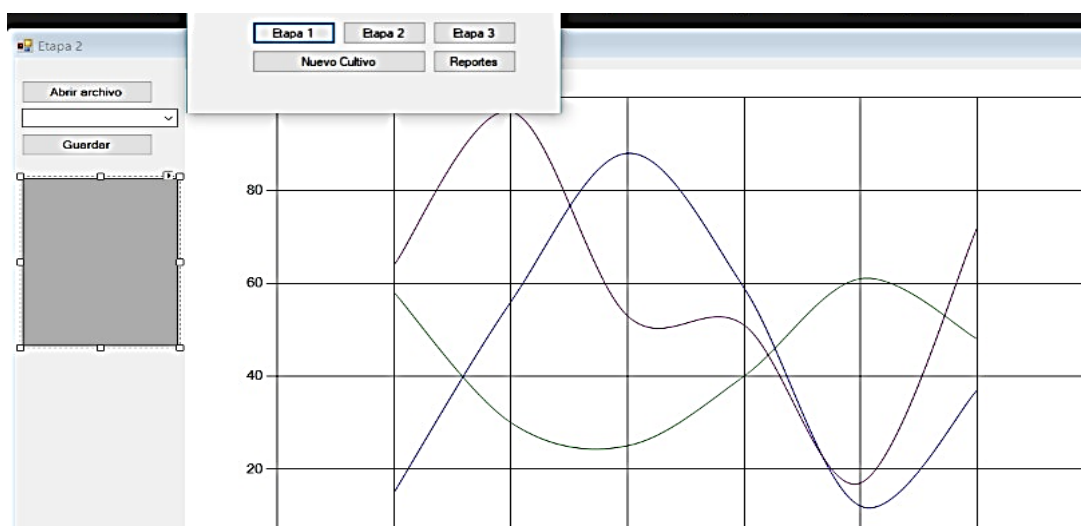 Etapa 1 Etapa 2 Etapa 3
Nuevo Cultivo Reportes
Etapa 2
Abrir archivo
Guardar
80
60
40
20